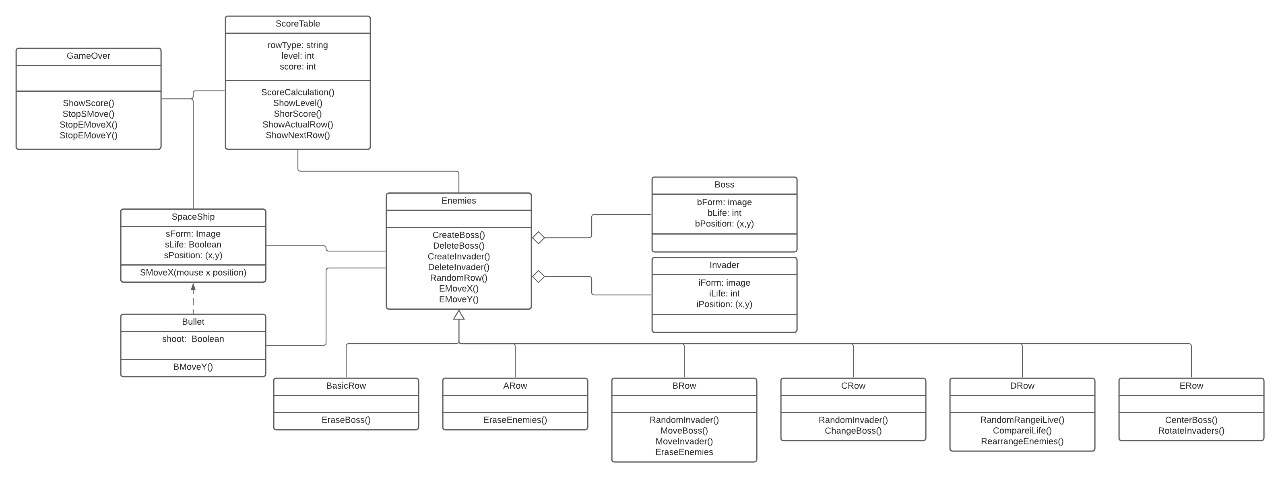 ScoreTable
rowType: string
level: int
score: int
ScoreCalculation()
ShowLevel()
ShorScore()
ShowActualRow()
ShowNextRow()
GameOver
ShowScore()
StopSMove()
StopEMoveX()
StopEMoveY()
SpaceShip
sForm: Image
sLife: Boolean
sPosition: (x,y)
SMoveX(mouse x position)
Bullet
shoot:  Boolean
BMoveY()
Enemies
CreateBoss()
DeleteBoss()
CreateInvader()
DeleteInvader()
RandomRow()
EMoveX()
EMoveY()
Boss
bForm: image
bLife: int
bPosition: (x,y)
Invader
iForm: image
iLife: int
iPosition: (x,y)
BasicRow
EraseBoss()
ARow
EraseEnemies()
BRow
RandomInvader()
MoveBoss()
MoveInvader()
EraseEnemies
CRow
RandomInvader()
ChangeBoss()
DRow
RandomRangeiLive()
CompareiLife()
RearrangeEnemies()
ERow
CenterBoss()
RotateInvaders()